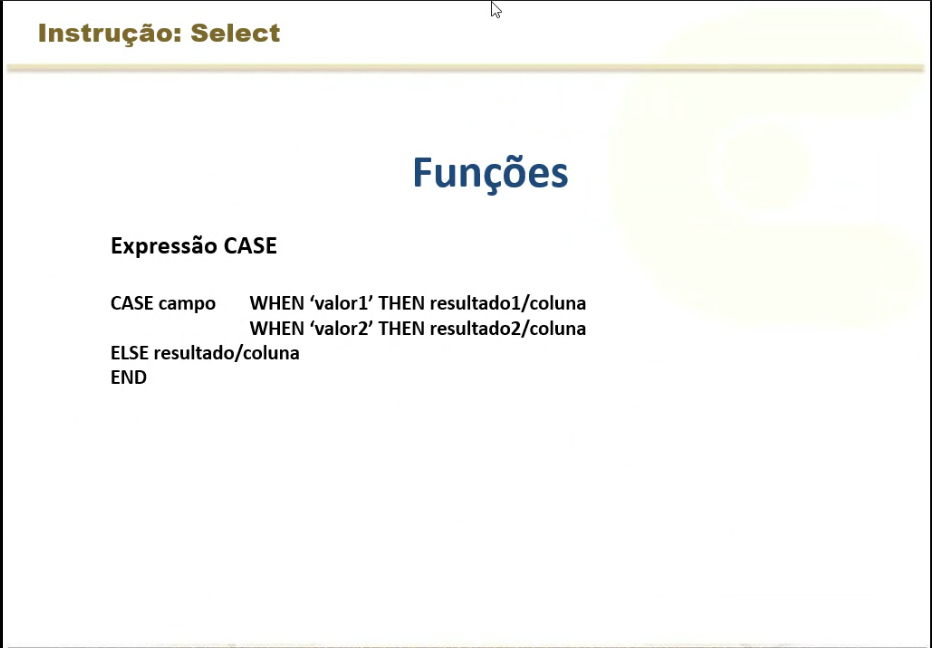 Instrução: Select
Funções
Expressão CASE
CASE campo WHEN ‘valor1’ THEN resultado1/coluna
WHEN ‘valor2’ THEN resultado2/coluna
ELSE resultado/coluna
END